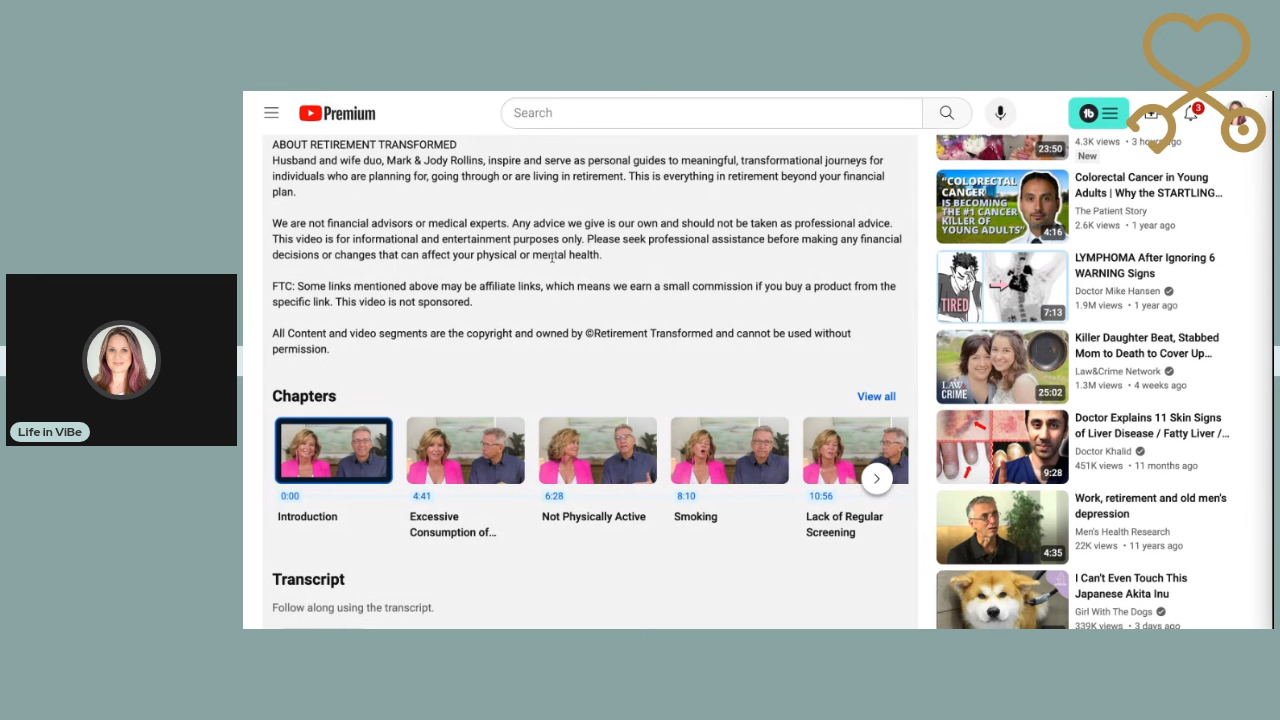 Premium
Search
3
ABOUT RETIREMENT TRANSFORMED
Husband and wife duo, Mark & Jody Rollins, inspire and serve as personal guides to meaningful, transformational journeys for
individuals who are planning for, going through or are living in retirement. This is everything in retirement beyond your financial
plan.
We are not financial advisors or medical experts. Any advice we give is our own and should not be taken as professional advice.
This video is for informational and entertainment purposes only. Please seek professional assistance before making any financial
decisions or changes that can affect your physical or mental health.
FTC: Some links mentioned above may be affiliate links, which means we earn a small commission if you buy a product from the
specific link. This video is not sponsored.
All Content and video segments are the copyright and owned by ©Retirement Transformed and cannot be used without
permission.
Chapters
View all
0:00
Introduction
4:41
Excessive
Consumption of...
6:28
Not Physically Active
8:10
Smoking
10:56
Lack of Regular
Screening
Transcript
Follow along using the transcript.
Life in ViBe
23:50
4.3K views •
New
"COLORECTAL
CANCER
IS BECOMING
THE #1 CANCER
KILLER OF
YOUNG ADULTS"
4:16
Colorectal Cancer in Young
Adults | Why the STARTLING...
The Patient Story
2.6K views • 1 year ago
TIRED
7:13
LYMPHOMA After Ignoring 6
WARNING Signs
Doctor Mike Hansen
1.9M views • 1 year ago
LAW
CRIME
25:02
Killer Daughter Beat, Stabbed
Mom to Death to Cover Up...
Law&Crime Network
1.3M views • 4 weeks ago
9:28
Doctor Explains 11 Skin Signs
of Liver Disease / Fatty Liver /...
Doctor Khalid
451K views • 11 months ago
4:35
Work, retirement and old men's
depression
Men's Health Research
22K views • 11 years ago
I Can't Even Touch This
Japanese Akita Inu
Girl With The Dogs
339K views • 3 days ago